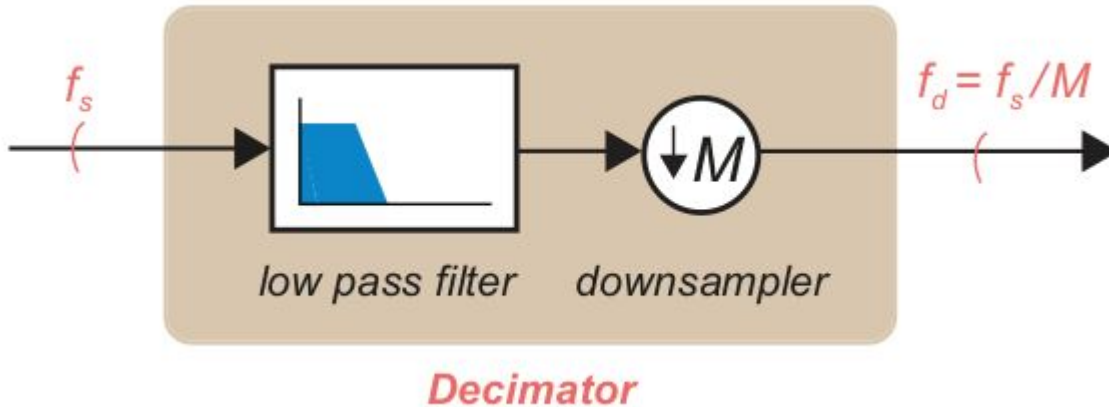 fs
fd = fs/M
↓M
low pass filter
downsampler
Decimator